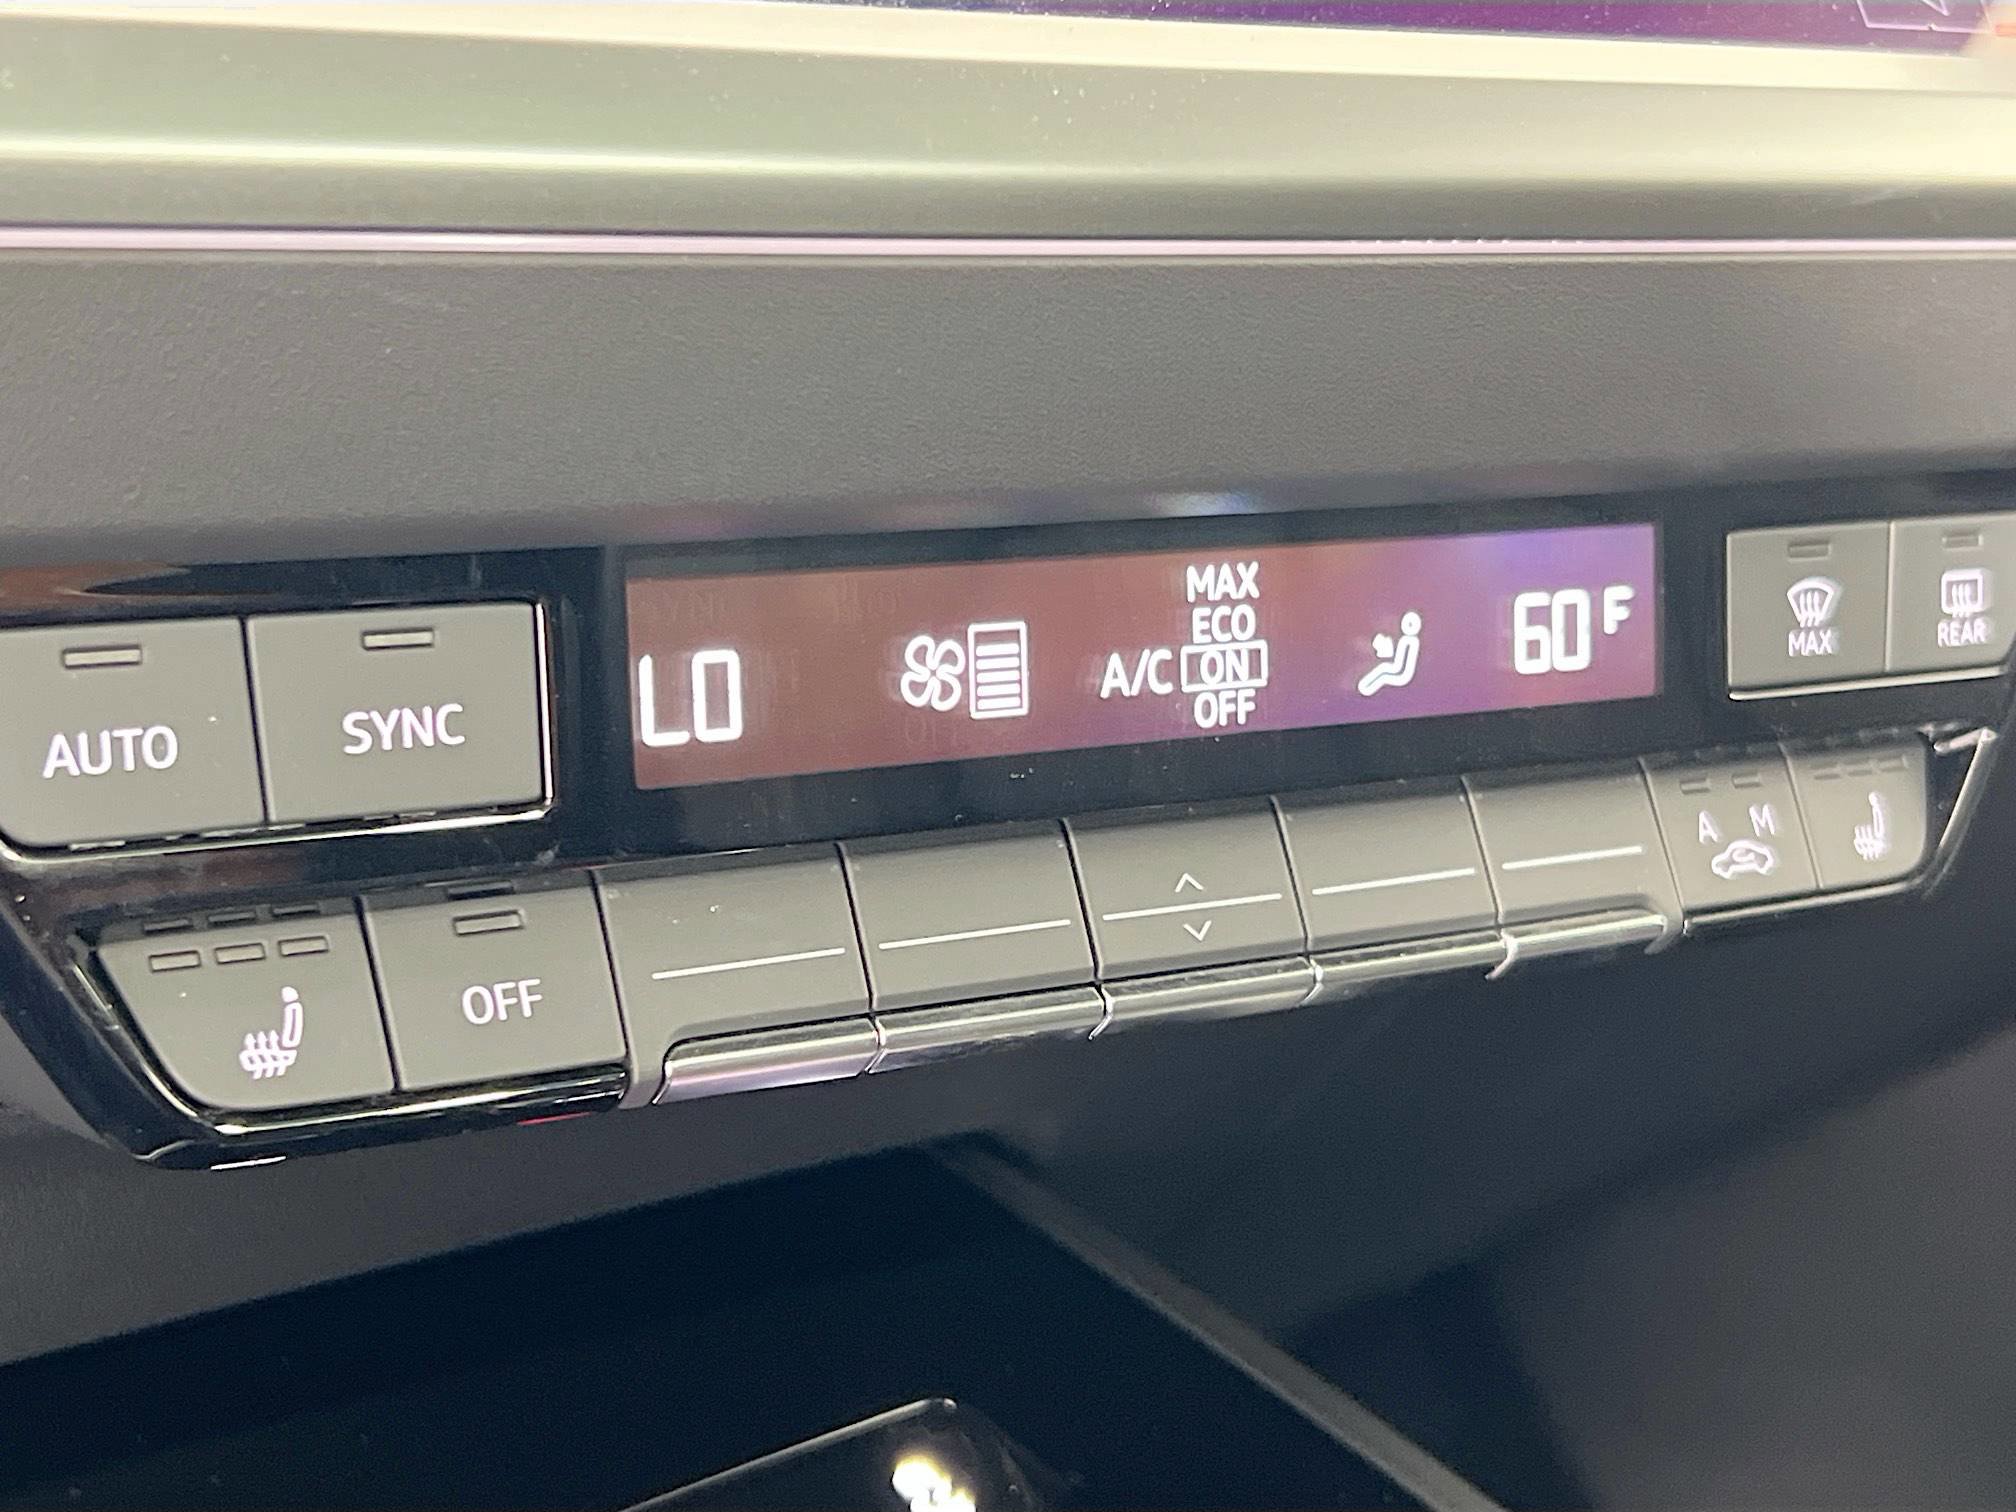 MAX
ECO
LO A/C ON 60 F
OFF
MAX
REAR
AUTO
SYNC
OFF
A M